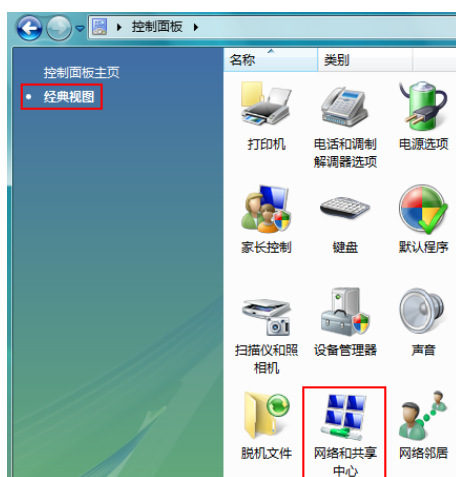 控制面板
控制面板主页
经典视图
名称 类别
打印机
电话和调制
解调器选项
电源选项
家长控制
键盘
默认程序
扫描仪和照
相机
设备管理器
声音
脱机文件
网络和共享
中心
网络邻居